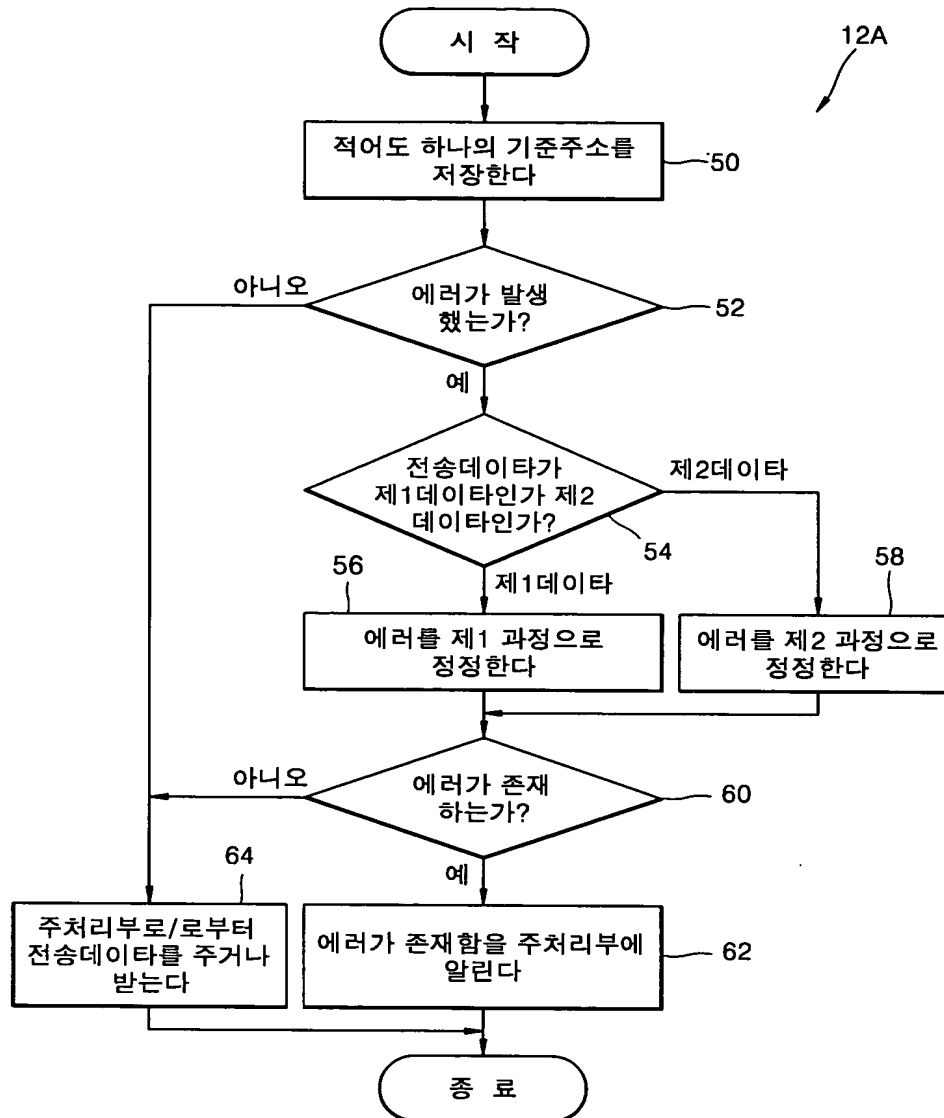 시 작
12A
적어도 하나의 기준주소를
저장한다
50
아니오
에러가 발생
했는가?
52
예
전송데이타가
제1데이타인가 제2
데이타인가?
제2데이타
54
56
제1데이타
58
에러를 제1 과정으로
정정한다
에러를 제2 과정으로
정정한다
아니오
에러가 존재
하는가?
60
64
예
주처리부로/로부터
전송데이타를 주거나
받는다
에러가 존재함을 주처리부에
알린다
62
종 료